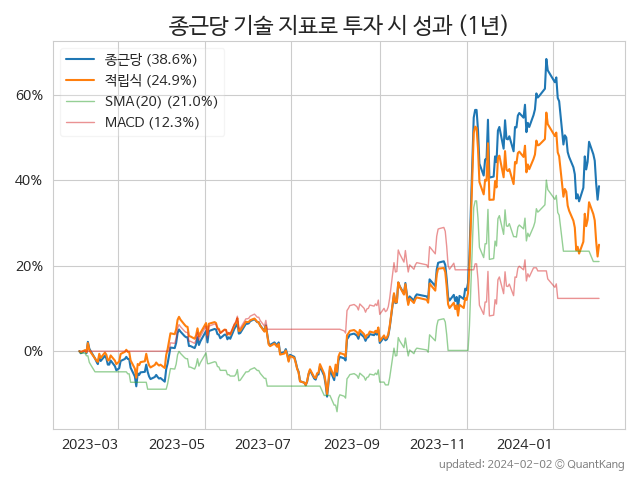 종근당 기술 지표로 투자 시 성과 (1년)
종근당 (38.6%)
적립식 (24.9%)
SMA(20) (21.0%)
MACD (12.3%)
60%
40%
20%
0%
2023-03 2023-05 2023-07 2023-09 2023-11 2024-01
updated: 2024-02-02 © QuantKang